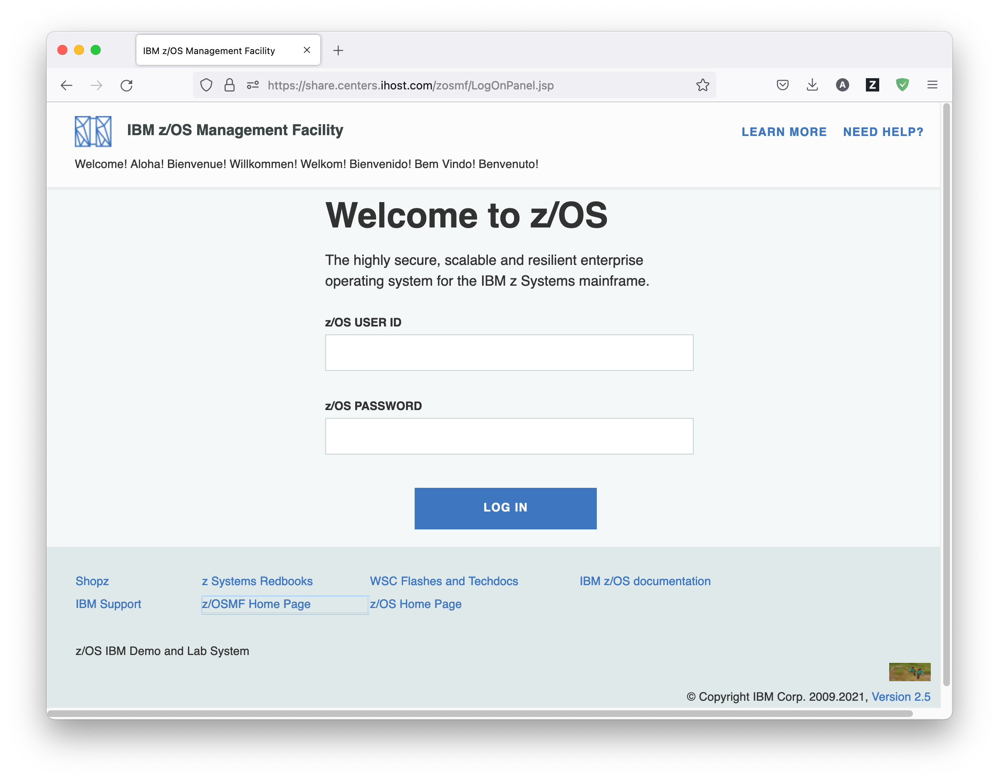 IBM z/OS Management Facility
https://share.centers.ihost.com/zosmf/LogOnPanel.jsp
A
Z
IBM z/OS Management Facility
LEARN MORE NEED HELP?
Welcome! Aloha! Bienvenue! Willkommen! Welkom! Bienvenido! Bem Vindo! Benvenuto!
Welcome to z/OS
The highly secure, scalable and resilient enterprise
operating system for the IBM z Systems mainframe.
z/OS USER ID
z/OS PASSWORD
LOG IN
Shopz z Systems Redbooks WSC Flashes and Techdocs IBM z/OS documentation
IBM Support z/OSMF Home Page z/OS Home Page
z/OS IBM Demo and Lab System
© Copyright IBM Corp. 2009.2021, Version 2.5